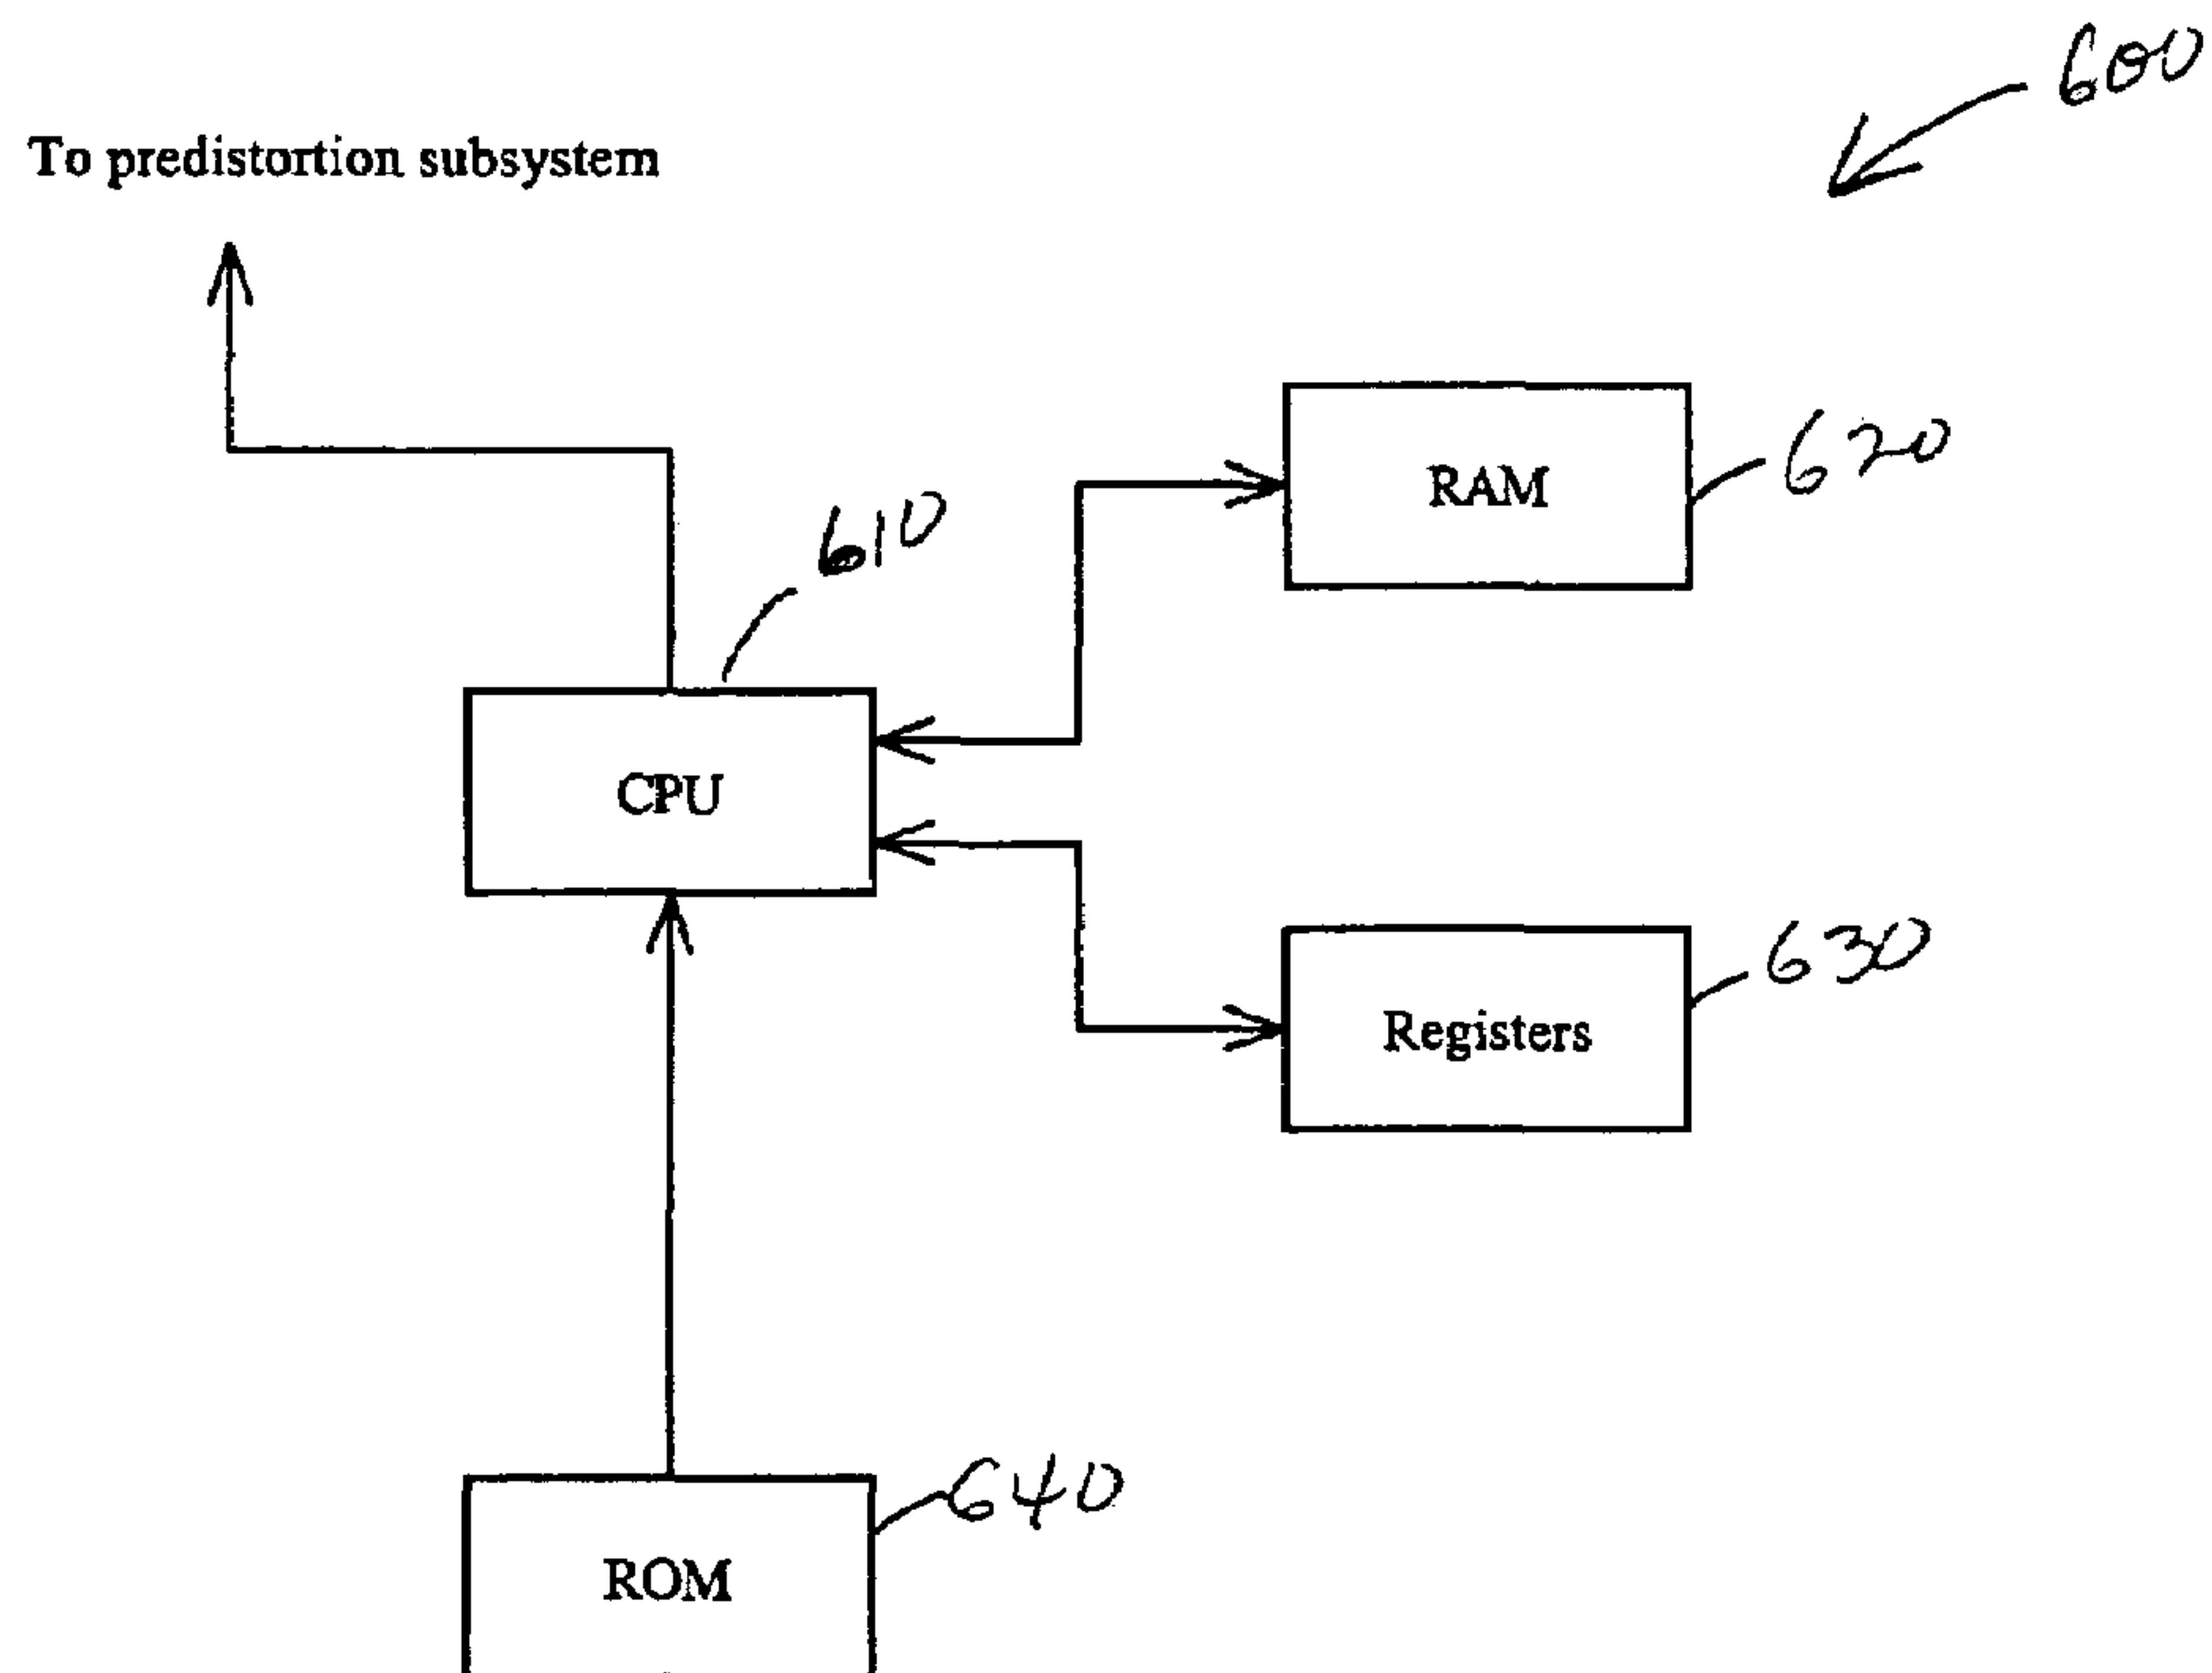 600
To predistortion subsystem
RAM
620
610
CPU
630
Registers
640
ROM